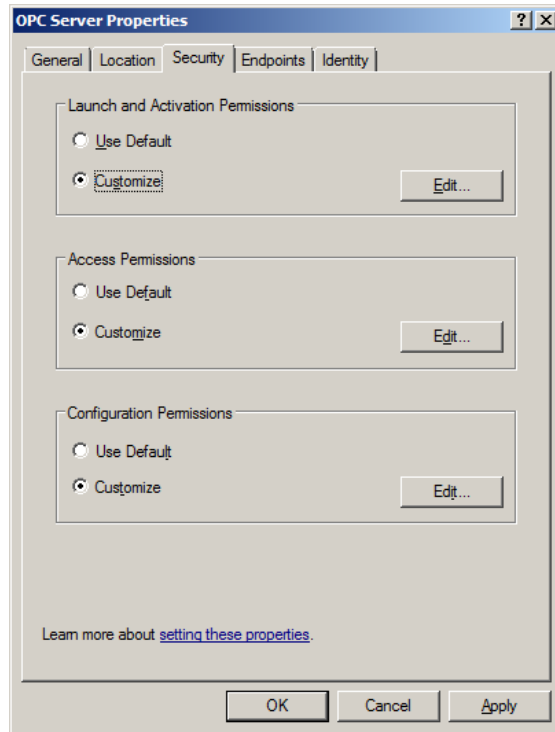 OPC Server Properties
General Location Security Endpoints Identity
Launch and Activation Permissions
Use Default
Customize
Edit...
Access Permissions
Use Default
Customize
Edit...
Configuration Permissions
Use Default
Customize
Edit...
Learn more about setting these properties.
OK Cancel Apply